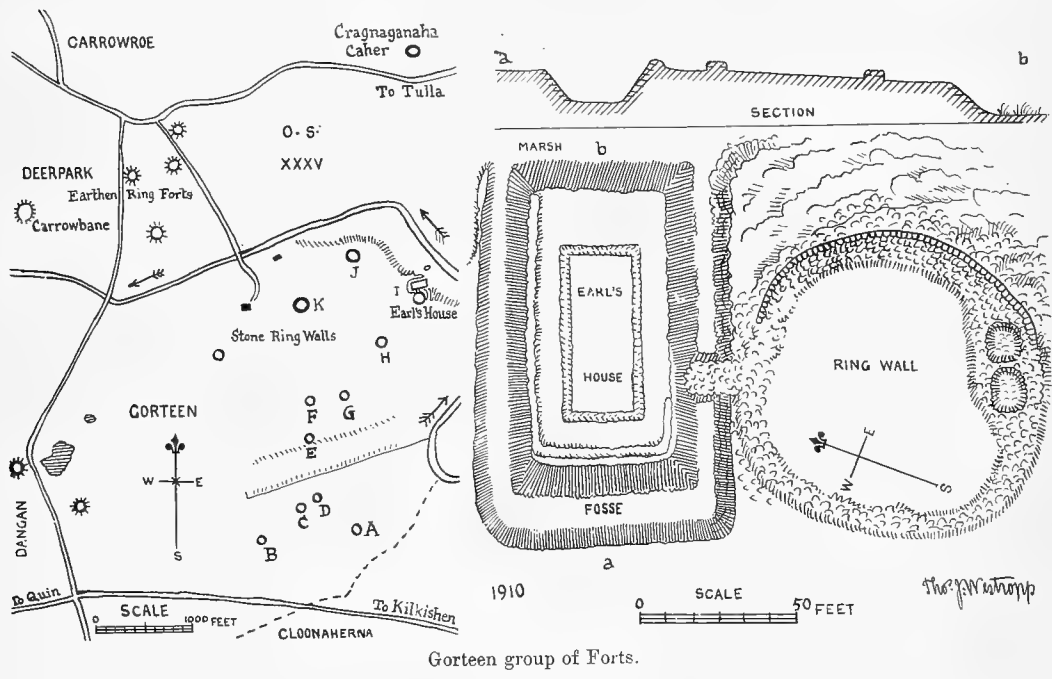 CARROWROE
Cragnaganaha
Caher
To Tulla
O.S.
XXXV
DEERPARK
Earthen Ring Forts
Carrowbane
J
I
Earl's House
K
Stone Ring Walls
H
GORTEEN
F
G
E
W
E
S
D
C
A
B
DANGAN
To Quin
SCALE
0
1000 FEET
To Kilkishen
CLOONAHERNA
a
b
SECTION
MARSH
b
EARL'S
HOUSE
RING WALL
E
W
S
FOSSE
a
1910
SCALE
0
50 FEET
Thos. J. Westropp
Gorteen group of Forts.